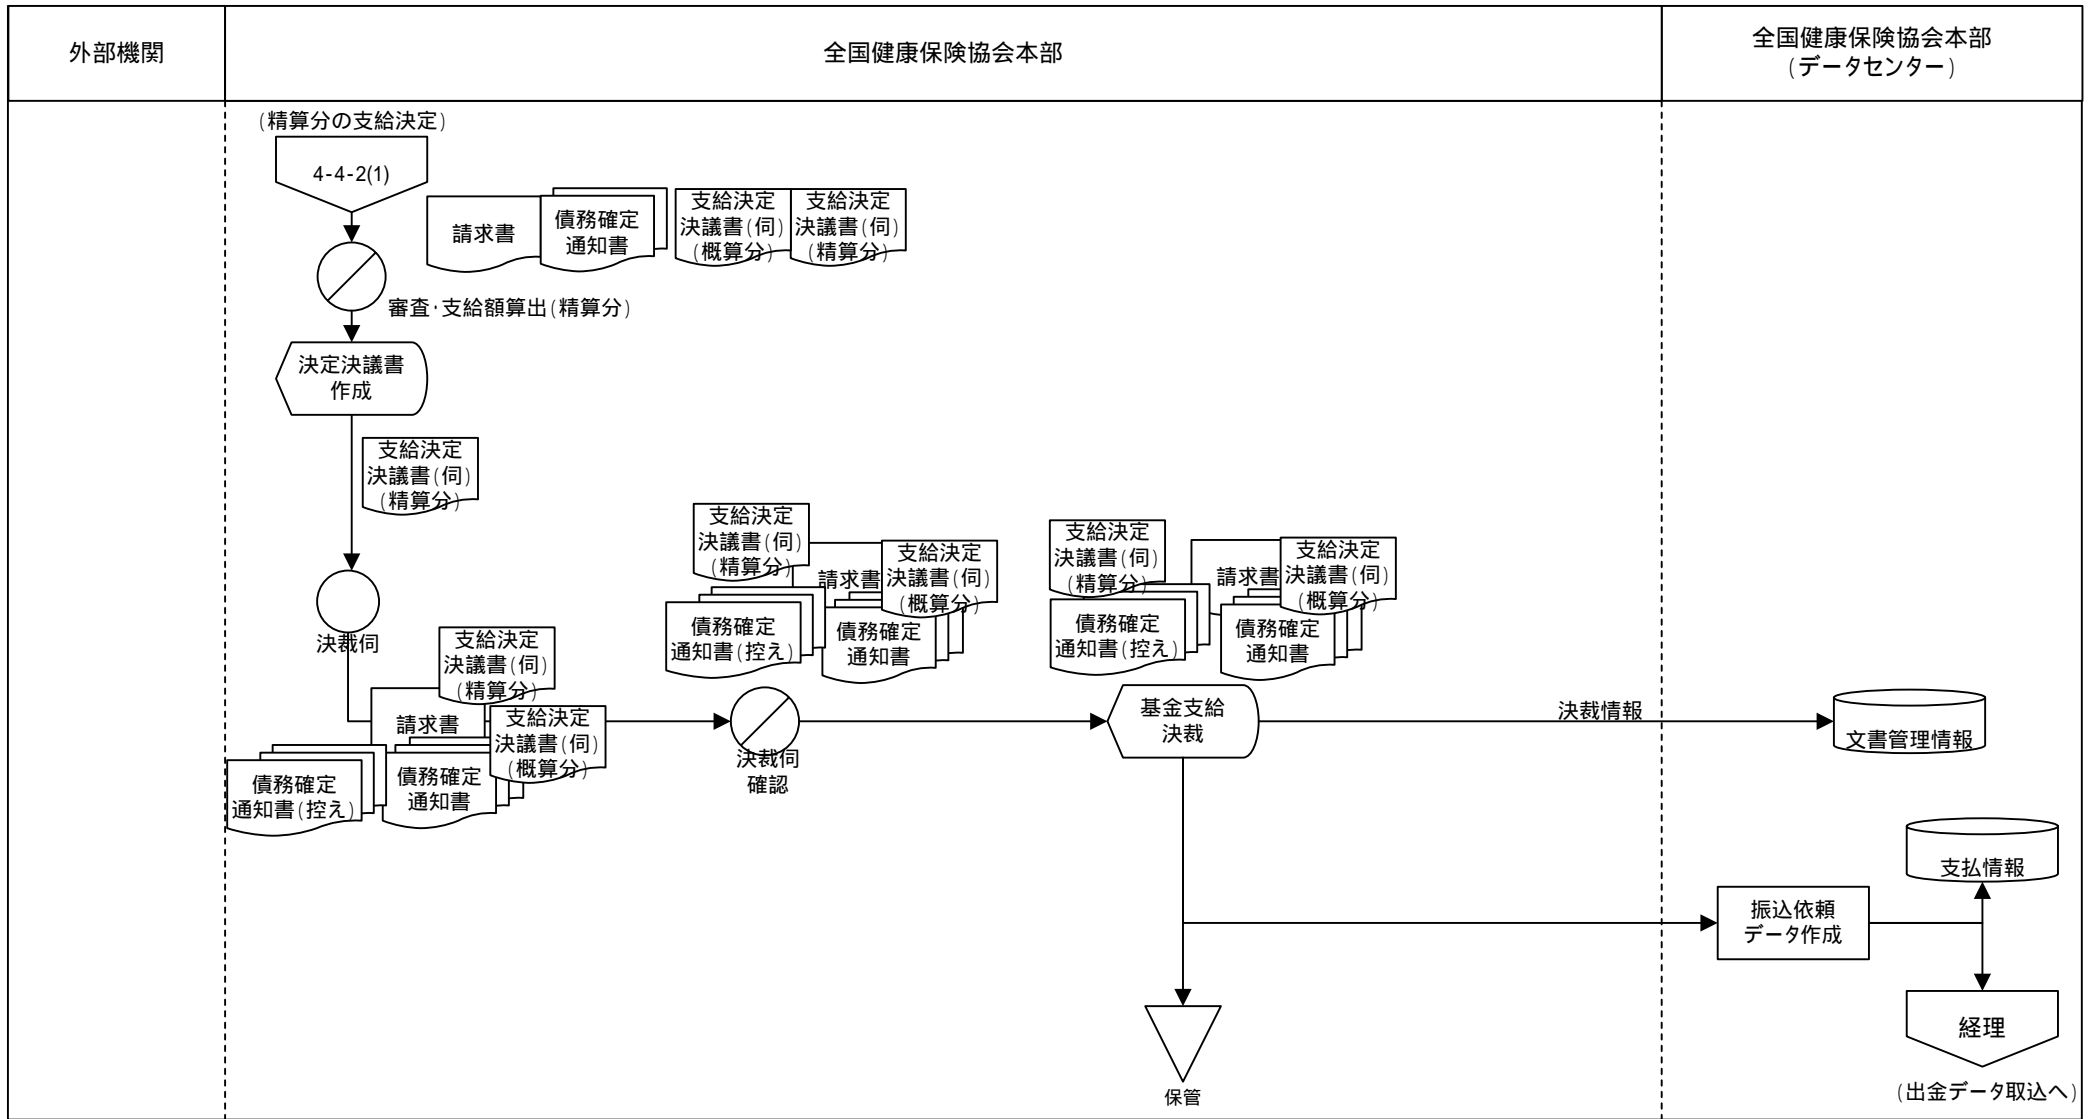 外部機関
全国健康保険協会本部
全国健康保険協会本部
(データセンター)
(精算分の支給決定)
4-4-2(1)
請求書
債務確定
通知書
支給決定
決議書(伺)
(概算分)
支給決定
決議書(伺)
(精算分)
審査･支給額算出(精算分)
決定決議書
作成
支給決定
決議書(伺)
(精算分)
決裁伺
支給決定
決議書(伺)
(精算分)
請求書
支給決定
決議書(伺)
(概算分)
債務確定
通知書(控え)
債務確定
通知書
支給決定
決議書(伺)
(精算分)
請求書
支給決定
決議書(伺)
(概算分)
債務確定
通知書(控え)
債務確定
通知書
決裁伺
確認
支給決定
決議書(伺)
(精算分)
請求書
支給決定
決議書(伺)
(概算分)
債務確定
通知書(控え)
債務確定
通知書
基金支給
決裁
決裁情報
文書管理情報
支払情報
振込依頼
データ作成
経理
(出金データ取込へ)
保管